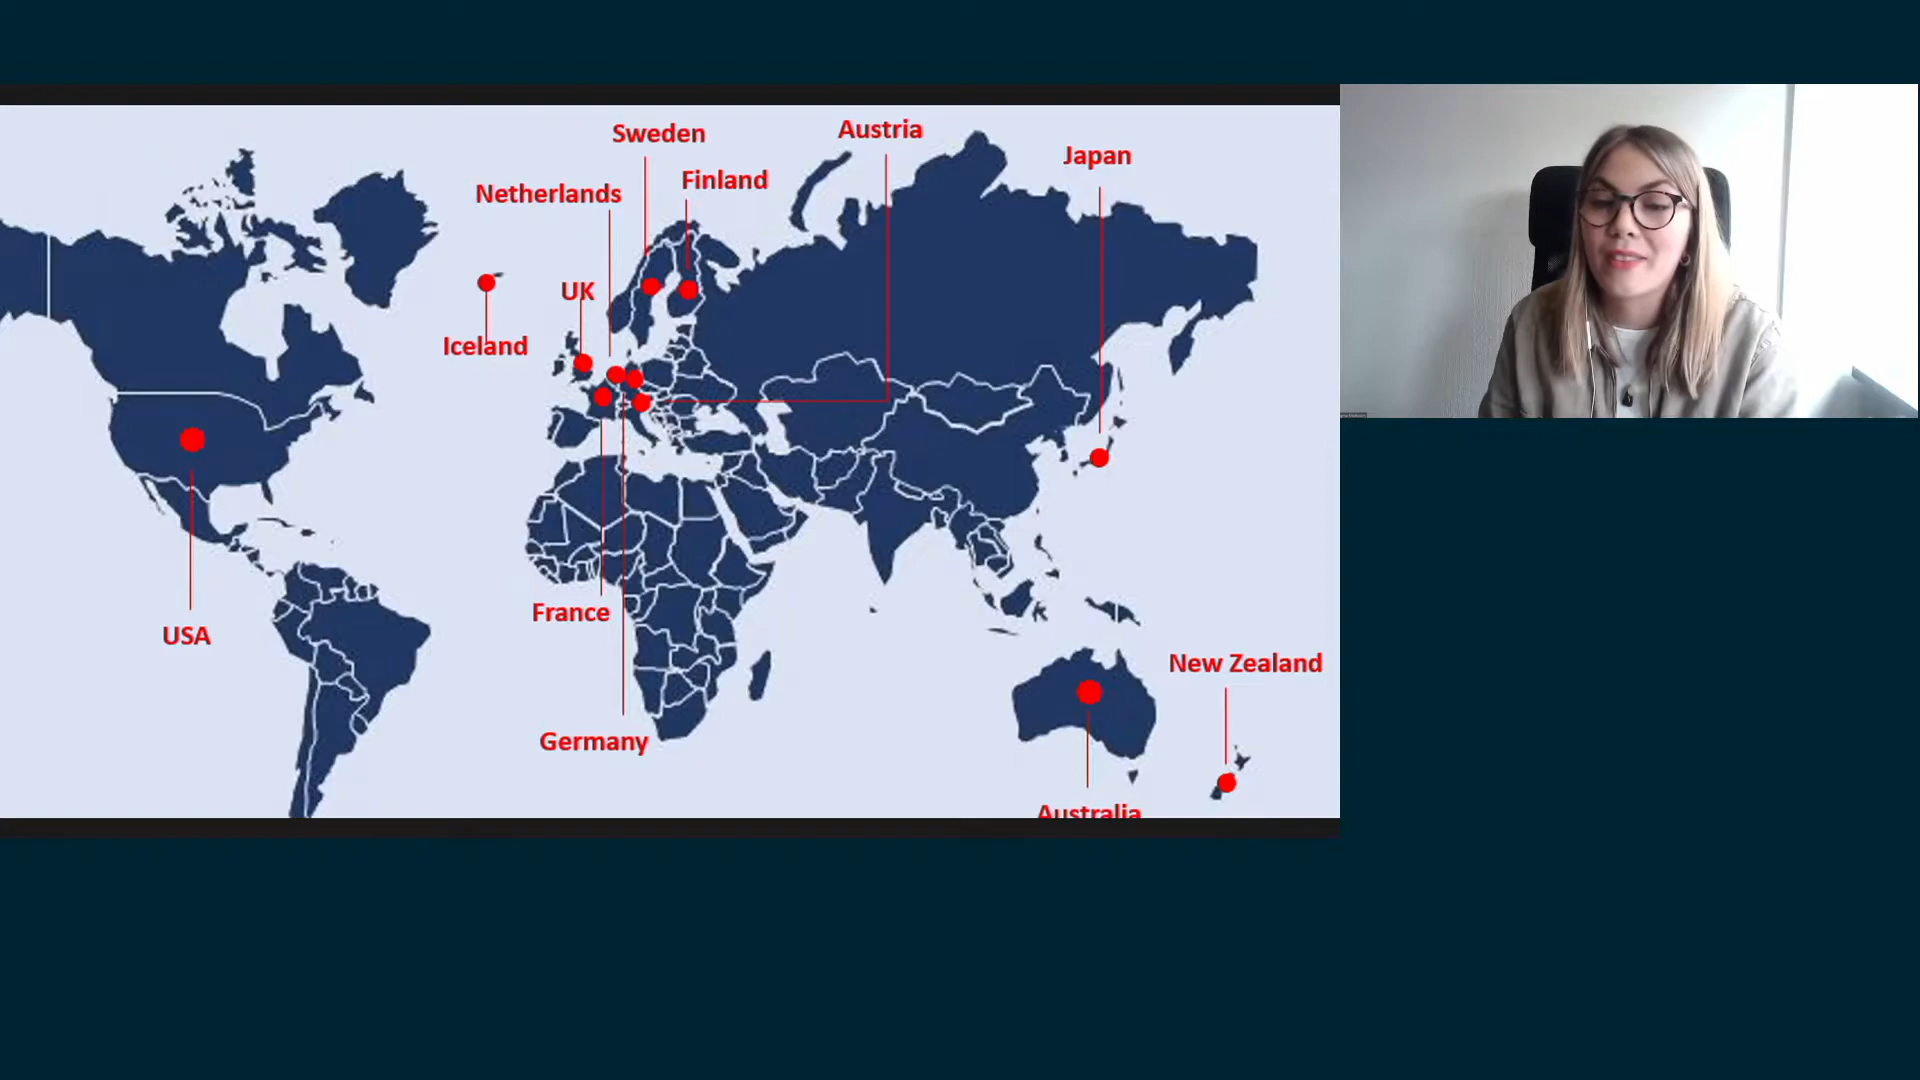 Sweden
Austria
Japan
Finland
Netherlands
UK
Iceland
France
USA
New Zealand
Germany
Australia